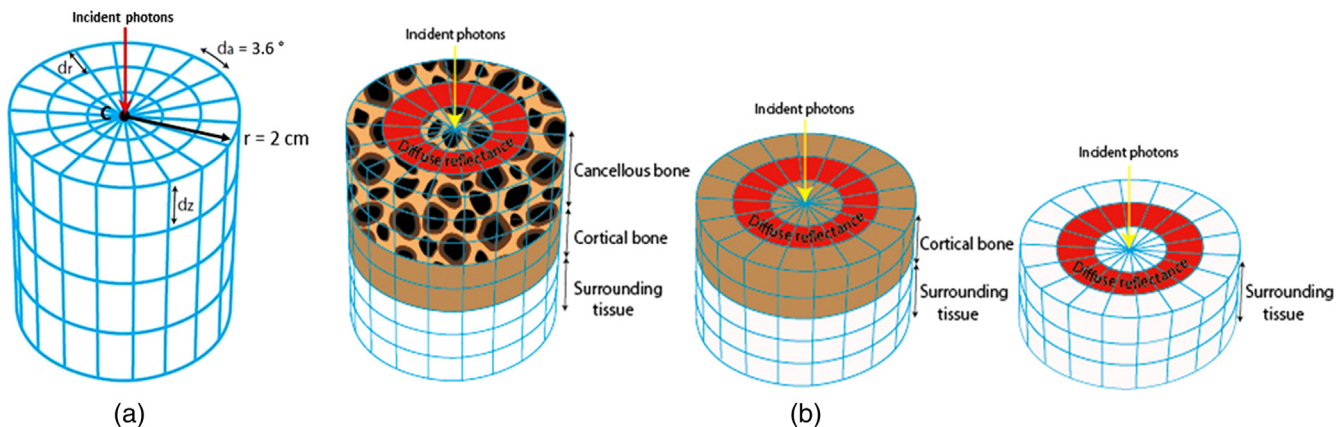 Incident photons
da = 3.6 °
dr
C
r = 2 cm
dz
(a)
Incident photons
Diffuse reflectance
Cancellous bone
Cortical bone
Surrounding
tissue
Incident photons
Diffuse reflectance
Cortical bone
Surrounding
tissue
(b)
Incident photons
Diffuse reflectance
Surrounding
tissue